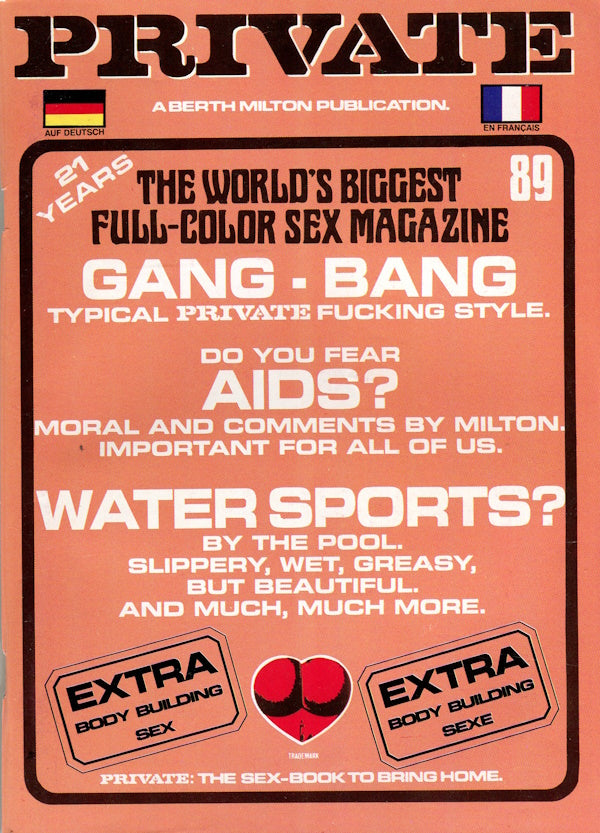 PRIVATE
A BERTH MILTON PUBLICATION.
AUF DEUTSCH
EN FRANÇAIS
21
YEARS
89
THE WORLD'S BIGGEST
FULL-COLOR SEX MAGAZINE
GANG - BANG
TYPICAL PRIVATE FUCKING STYLE.
DO YOU FEAR
AIDS?
MORAL AND COMMENTS BY MILTON.
IMPORTANT FOR ALL OF US.
WATER SPORTS?
BY THE POOL.
SLIPPERY, WET, GREASY,
BUT BEAUTIFUL.
AND MUCH, MUCH MORE.
EXTRA
BODY BUILDING
SEX
EXTRA
BODY BUILDING
SEXE
TRADEMARK
PRIVATE: THE SEX-BOOK TO BRING HOME.